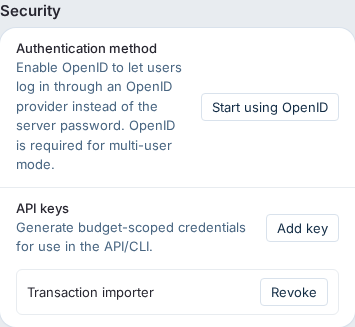 Security
Authentication method
Enable OpenID to let users
log in through an OpenID
provider instead of the
server password. OpenID
is required for multi-user
mode.
Start using OpenID
API keys
Generate budget-scoped credentials
for use in the API/CLI.
Add key
Transaction importer
Revoke